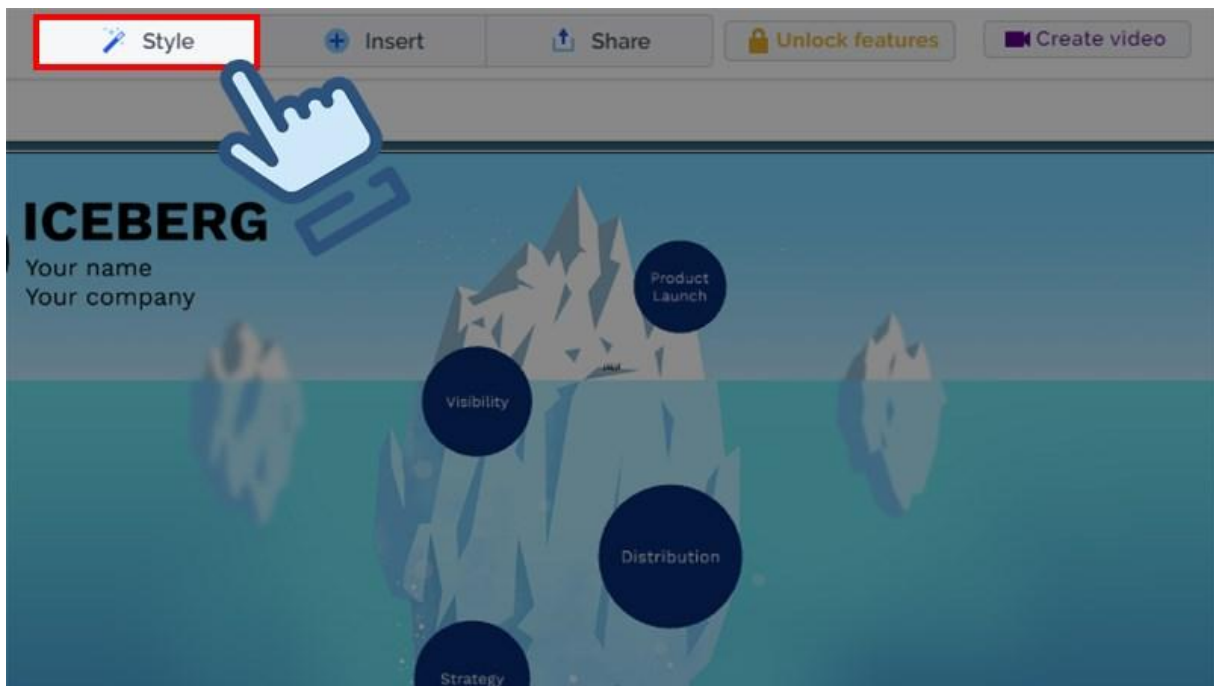 Style
Insert
Share
Unlock features
Create video
ICEBERG
Your name
Your company
Product
Launch
Visibility
Distribution
Strategy